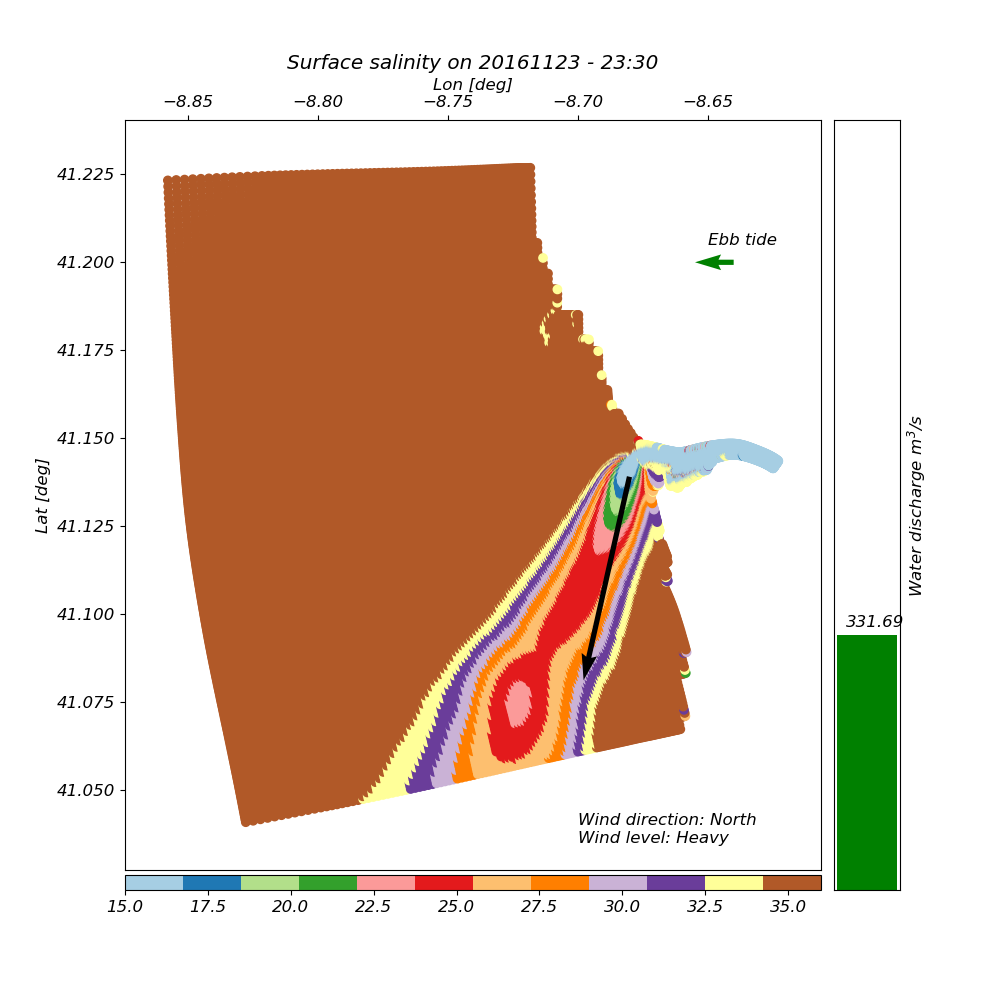 Surface salinity on 20161123 - 23:30
Lon [deg]
−8.85 −8.80 −8.75 −8.70 −8.65
41.225
Ebb tide
41.200
41.175
41.150
Lat [deg]
41.125
41.100
41.075
41.050
Water discharge m³/s
331.69
Wind direction: North
Wind level: Heavy
15.0 17.5 20.0 22.5 25.0 27.5 30.0 32.5 35.0